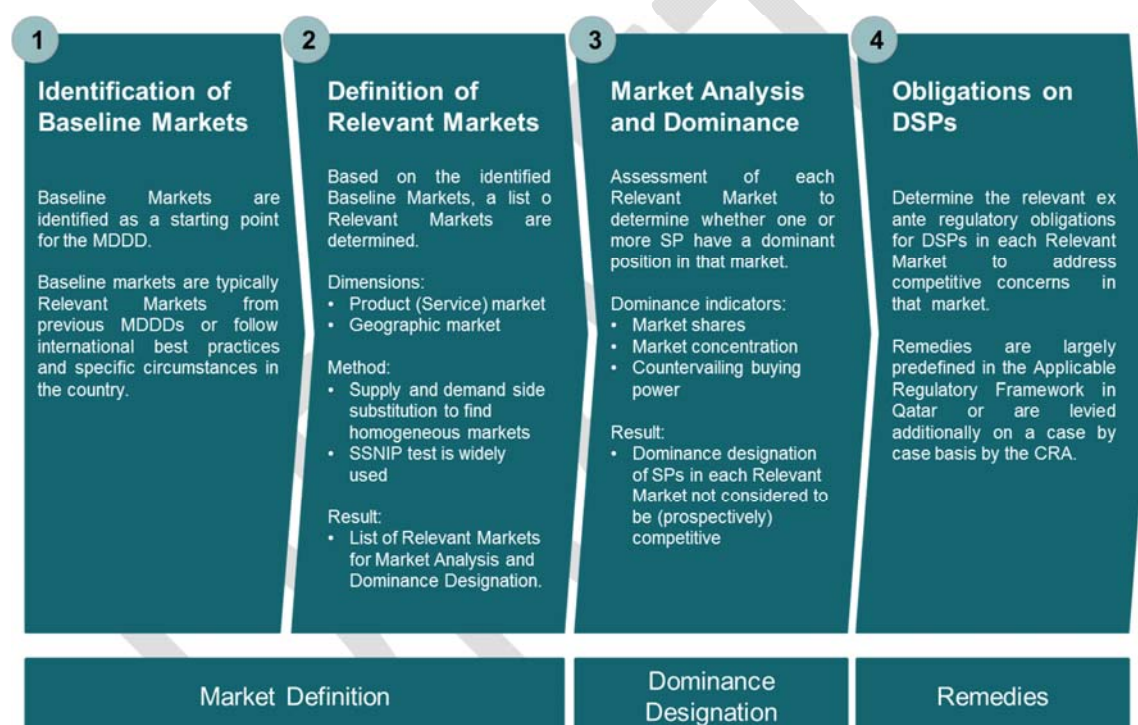 1
Identification of
Baseline Markets
Baseline Markets are
identified as a starting point
for the MDDD.
Baseline markets are typically
Relevant Markets from
previous MDDDs or follow
international best practices
and specific circumstances in
the country.
2
Definition of
Relevant Markets
Based on the identified
Baseline Markets, a list o
Relevant Markets are
determined.
Dimensions:
• Product (Service) market
• Geographic market
Method:
• Supply and demand side
substitution to find
homogeneous markets
• SSNIP test is widely
used
Result:
• List of Relevant Markets
for Market Analysis and
Dominance Designation.
3
Market Analysis
and Dominance
Assessment of each
Relevant Market to
determine whether one or
more SP have a dominant
position in that market.
Dominance indicators:
• Market shares
• Market concentration
• Countervailing buying
power
Result:
• Dominance designation
of SPs in each Relevant
Market not considered to
be (prospectively)
competitive
4
Obligations on
DSPs
Determine the relevant ex
ante regulatory obligations
for DSPs in each Relevant
Market to address
competitive concerns in
that market.
Remedies are largely
predefined in the Applicable
Regulatory Framework in
Qatar or are levied
additionally on a case by
case basis by the CRA.
Market Definition
Dominance
Designation
Remedies